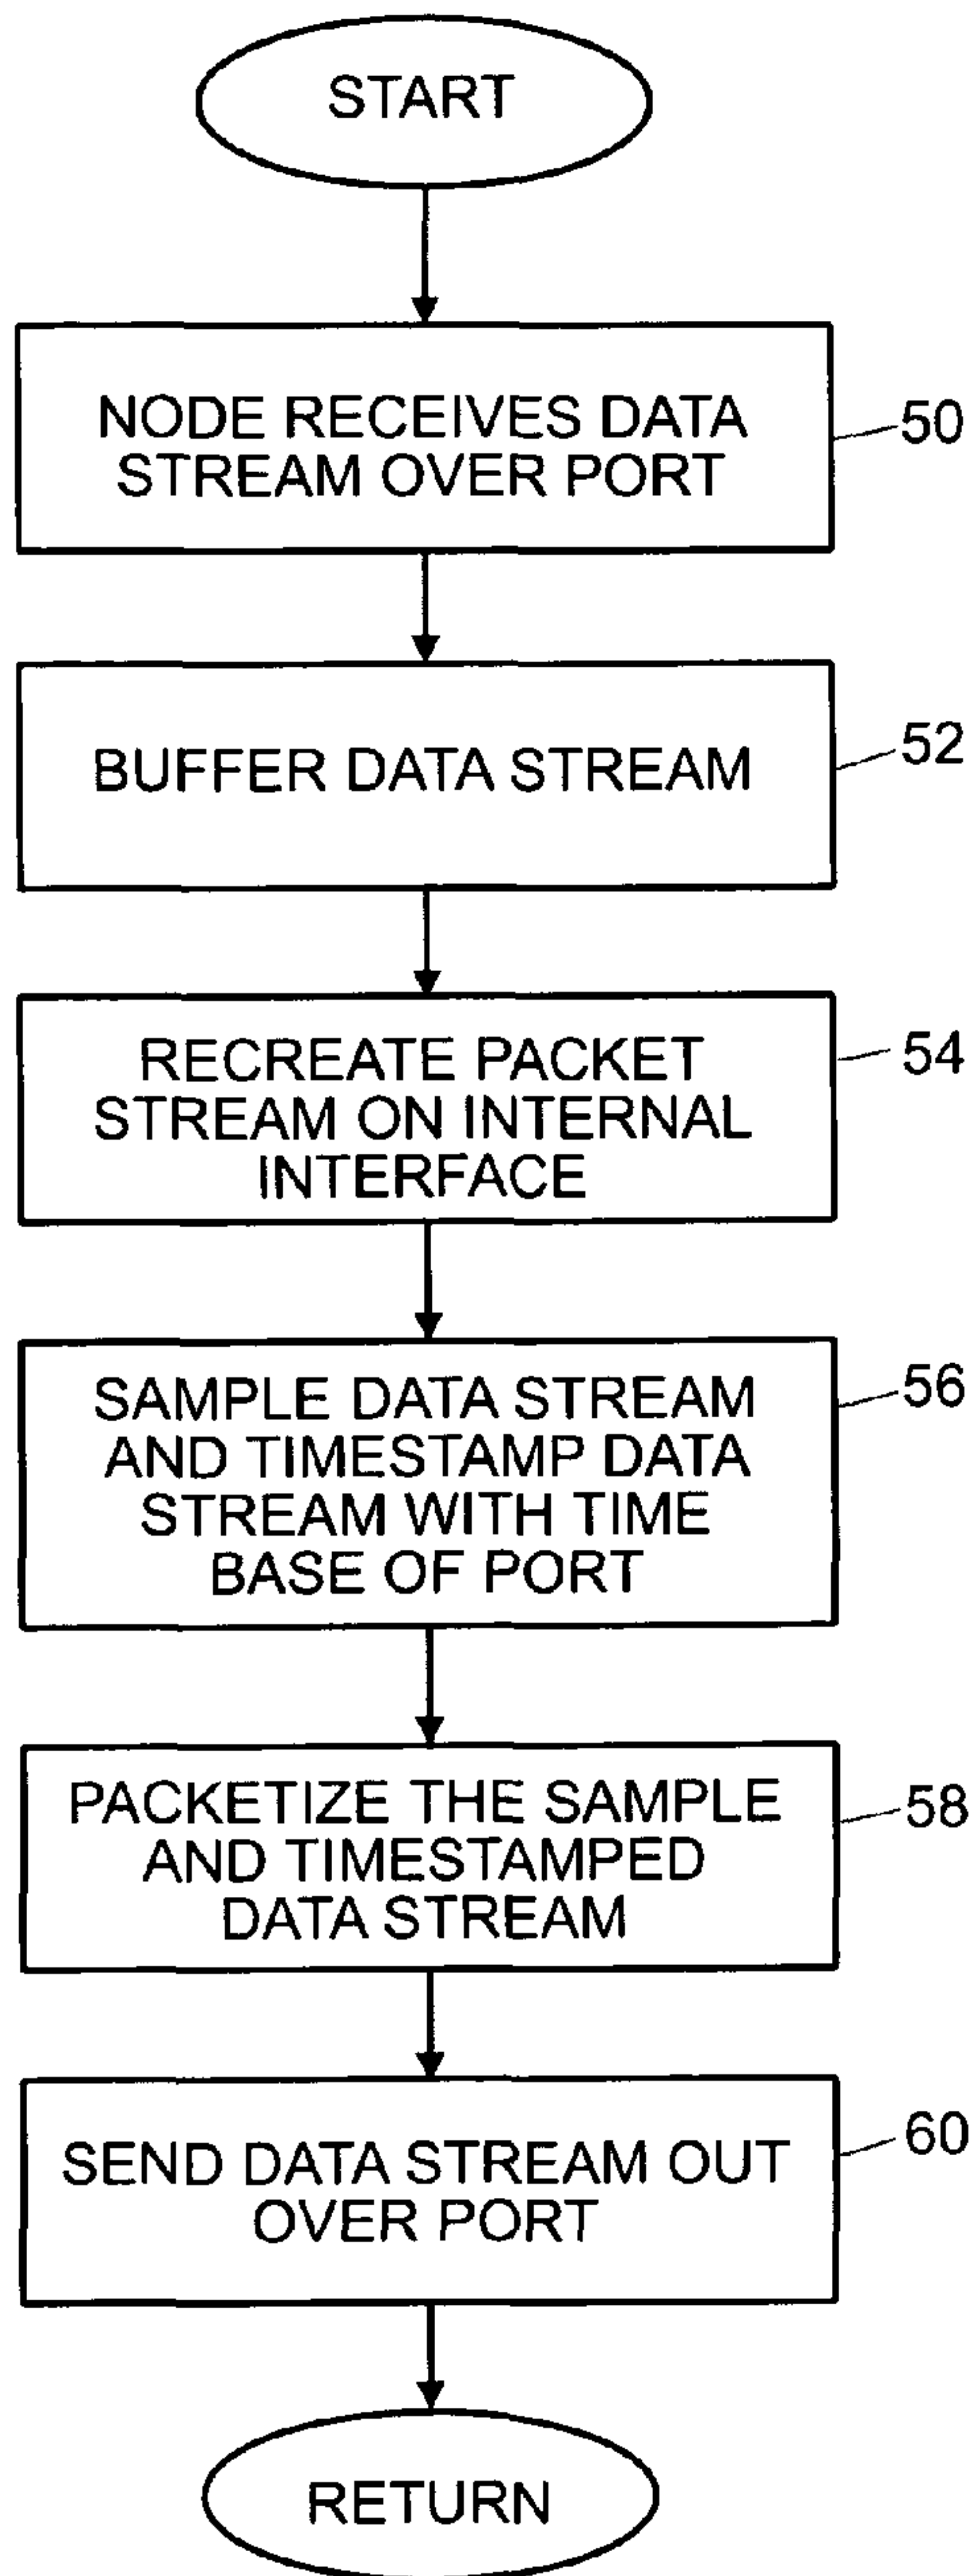 START
NODE RECEIVES DATA
STREAM OVER PORT
50
BUFFER DATA STREAM
52
RECREATE PACKET
STREAM ON INTERNAL
INTERFACE
54
SAMPLE DATA STREAM
AND TIMESTAMP DATA
STREAM WITH TIME
BASE OF PORT
56
PACKETIZE THE SAMPLE
AND TIMESTAMPED
DATA STREAM
58
SEND DATA STREAM OUT
OVER PORT
60
RETURN